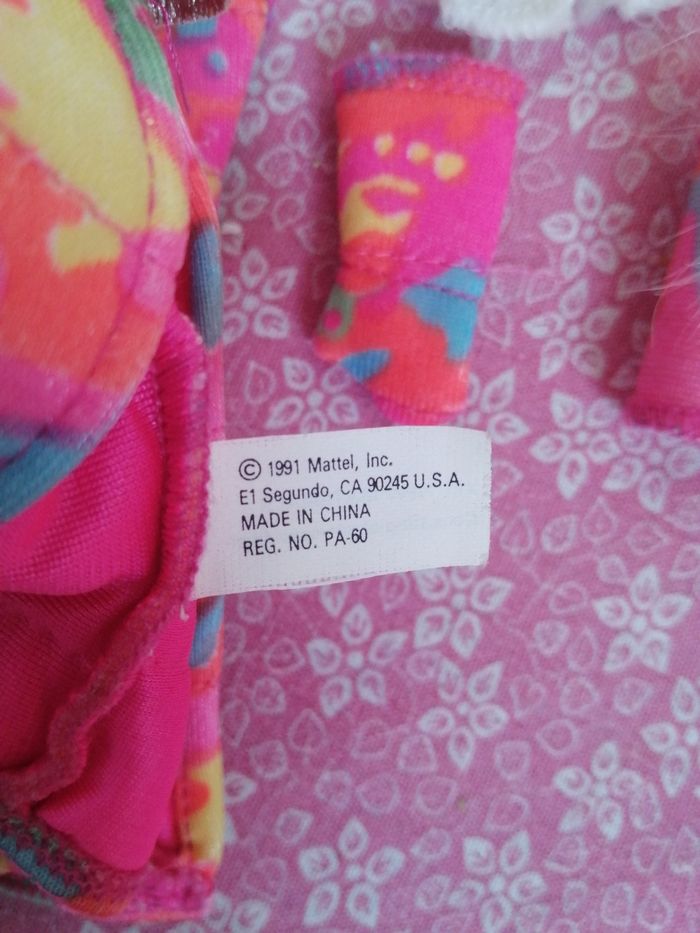 © 1991 Mattel, Inc.
E1 Segundo, CA 90245 U.S.A.
MADE IN CHINA
REG. NO. PA-60